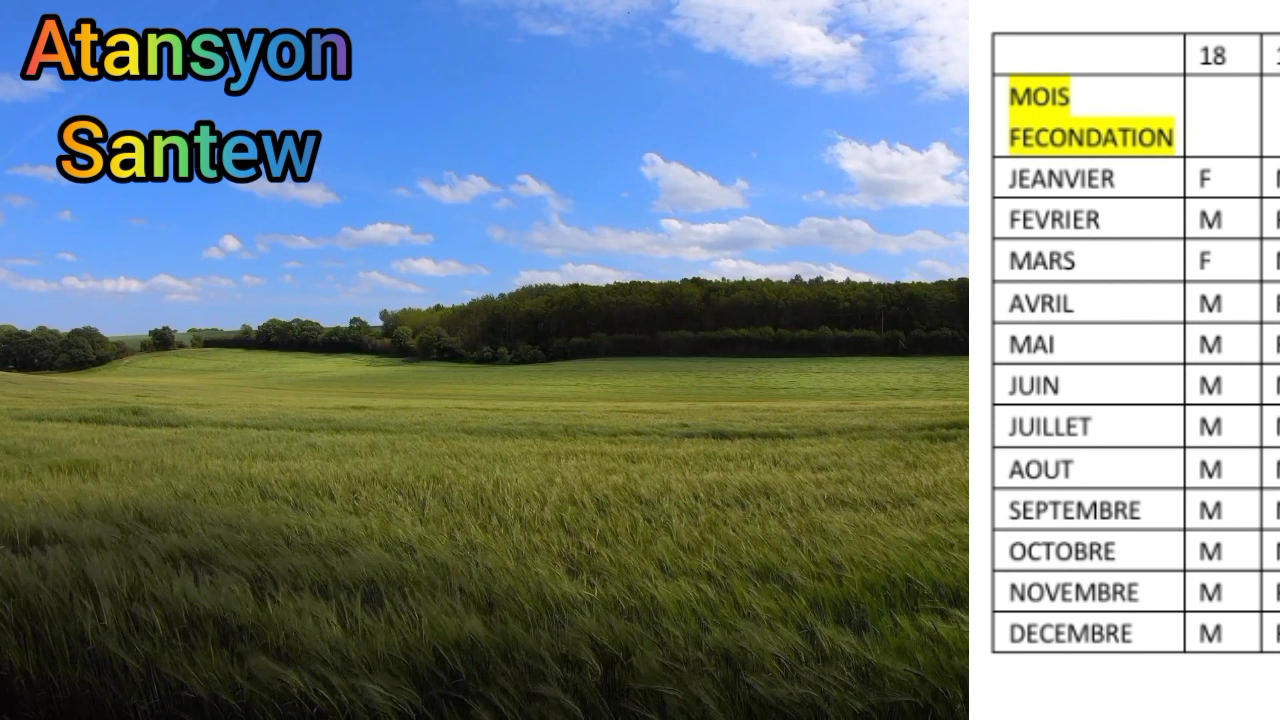 Atansyon
Santew
18
MOIS
FECONDATION
JEANVIER F
FEVRIER M
MARS F
AVRIL M
MAI M
JUIN M
JUILLET M
AOUT M
SEPTEMBRE M
OCTOBRE M
NOVEMBRE M
DECEMBRE M